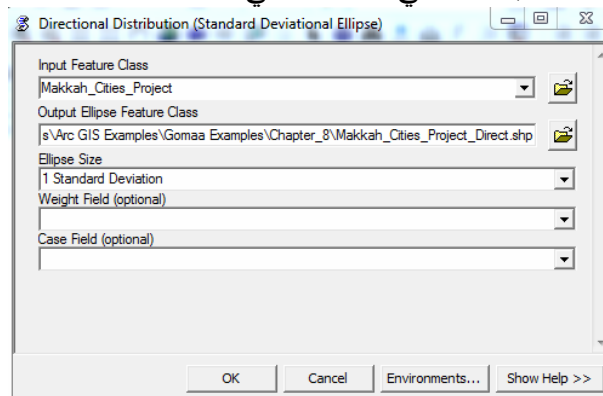 Directional Distribution (Standard Deviational Ellipse)
Input Feature Class
Makkah_Cities_Project
Output Ellipse Feature Class
s\Arc GIS Examples\Gomaa Examples\Chapter_8\Makkah_Cities_Project_Direct.shp
Ellipse Size
1 Standard Deviation
Weight Field (optional)
Case Field (optional)
OK Cancel Environments... Show Help >>